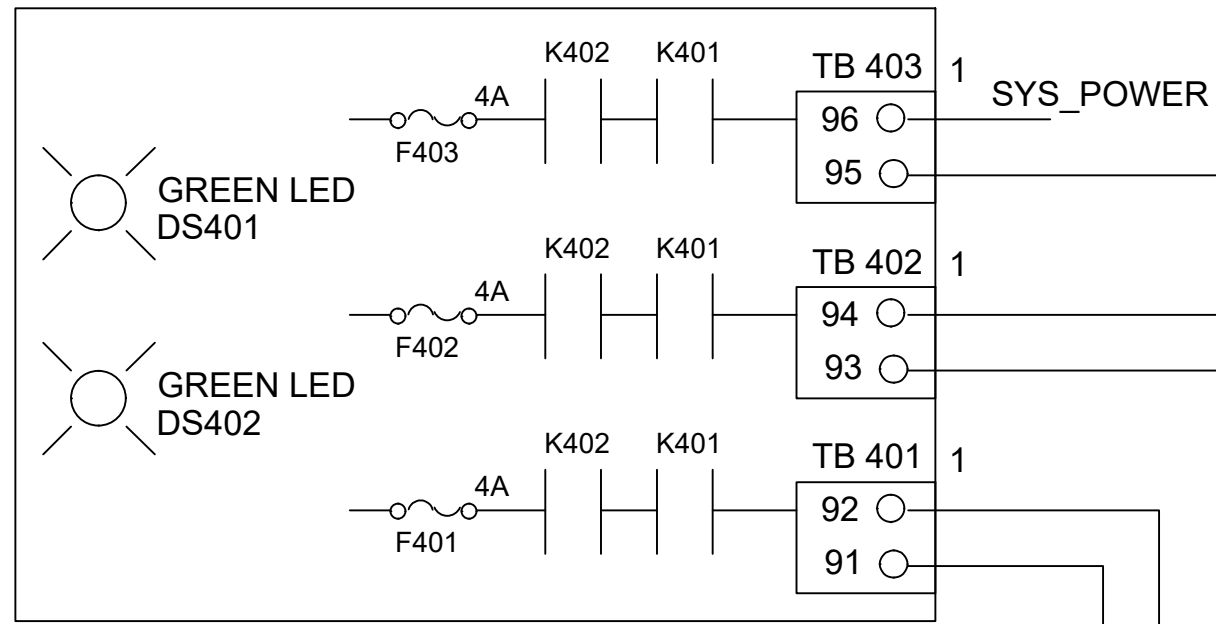 K402 K401 TB 403 1
SYS_POWER
4A
96
F403
95
GREEN LED
DS401
K402 K401 TB 402 1
4A
94
F402
93
GREEN LED
DS402
K402 K401 TB 401 1
4A
92
F401
91